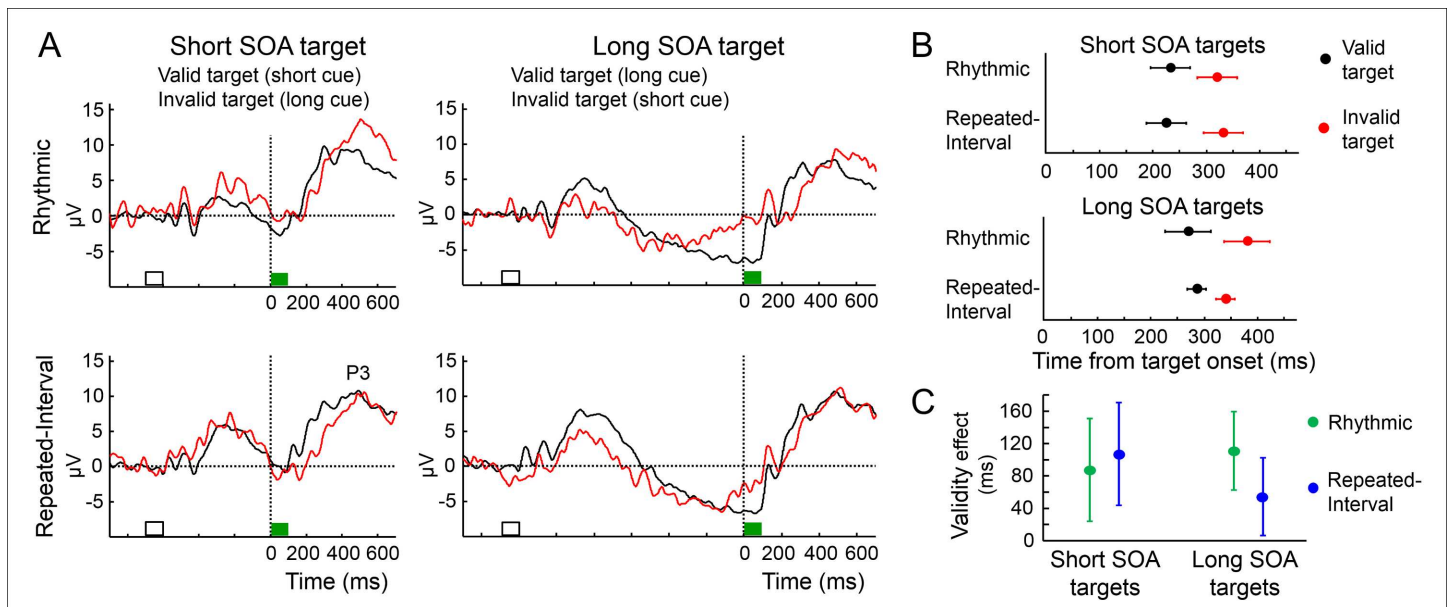 A
Short SOA target
Valid target (short cue)
Invalid target (long cue)
Long SOA target
Valid target (long cue)
Invalid target (short cue)
Rhythmic
µV
15
10
5
0
-5
0 200 400 600
µV
15
10
5
0
-5
0 200 400 600
Repeated-Interval
µV
15
10
5
0
-5
P3
0 200 400 600
Time (ms)
µV
15
10
5
0
-5
0 200 400 600
Time (ms)
B
Short SOA targets
Rhythmic
Repeated-
Interval
0 100 200 300 400
Valid
target
Invalid
target
Long SOA targets
Rhythmic
Repeated-
Interval
0 100 200 300 400
Time from target onset (ms)
C
Validity effect
(ms)
160
120
80
40
0
Short SOA
targets
Long SOA
targets
Rhythmic
Repeated-
Interval